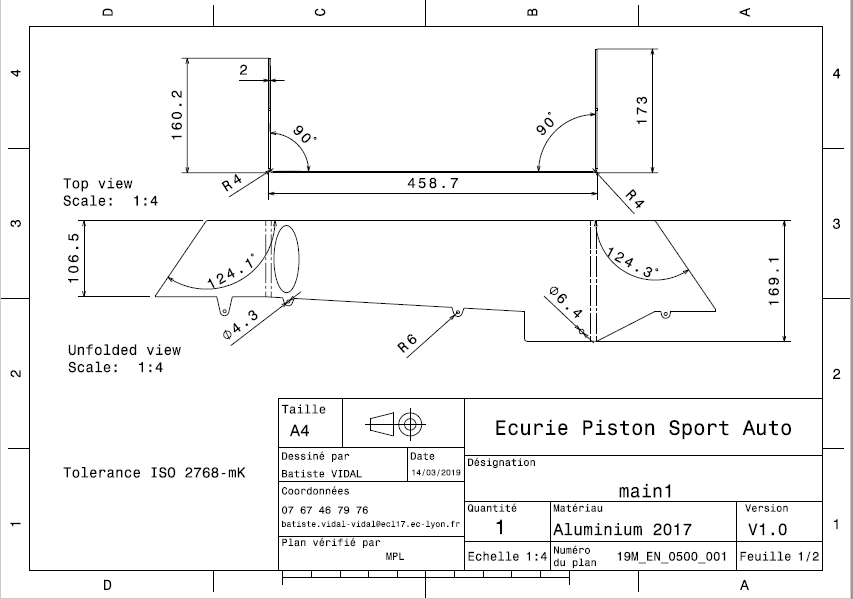 D C B A
4 4
2
160.2
90°
90°
173
R4
458.7
R4
Top view
Scale: 1:4
3 3
106.5
124.1°
124.3°
169.1
Ø4.3
R6
Ø6.4
Unfolded view
Scale: 1:4
2 2
Tolerance ISO 2768-mK
Taille
A4
Ecurie Piston Sport Auto
Dessiné par
Batiste VIDAL
Date
14/03/2019
Désignation
main1
Coordonnées
07 67 46 79 76
batiste.vidal-vidal@ecl17.ec-lyon.fr
Quantité
1
Matériau
Aluminium 2017
Version
V1.0
Plan vérifié par
MPL
Echelle 1:4
Numéro
du plan
19M_EN_0500_001
Feuille 1/2
1 1
D A